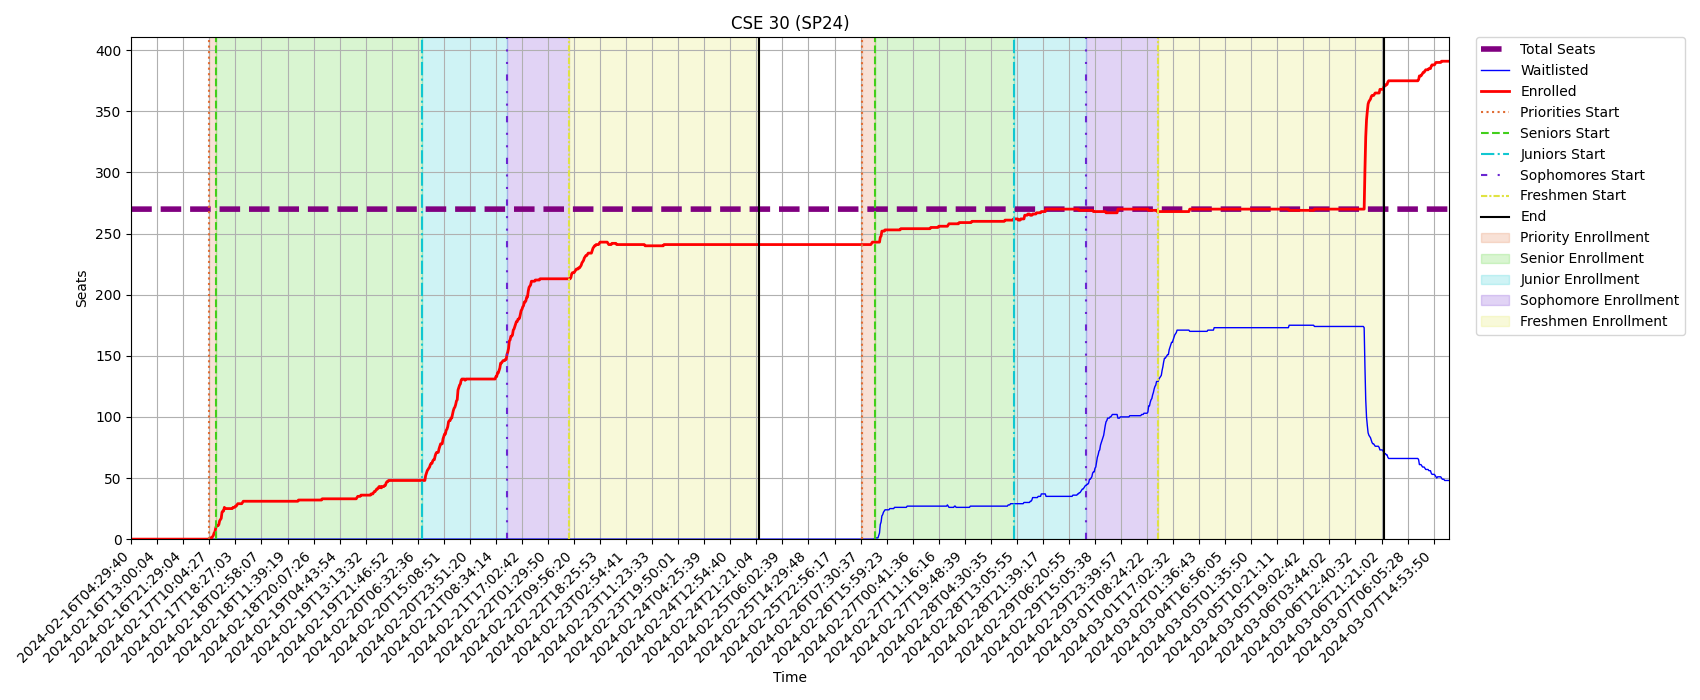 CSE 30 (SP24)
Seats
400
350
300
250
200
150
100
50
0
2024-02-16T04:29:40
2024-02-16T13:00:04
2024-02-16T21:29:04
2024-02-17T10:04:27
2024-02-17T18:27:03
2024-02-18T02:58:07
2024-02-18T11:39:19
2024-02-18T20:07:26
2024-02-19T04:43:54
2024-02-19T13:13:32
2024-02-19T21:46:52
2024-02-20T06:32:36
2024-02-20T15:08:51
2024-02-20T23:51:20
2024-02-21T08:34:14
2024-02-21T17:02:42
2024-02-22T01:29:50
2024-02-22T09:56:20
2024-02-22T18:25:53
2024-02-23T02:54:41
2024-02-23T11:23:33
2024-02-23T19:50:01
2024-02-24T04:25:39
2024-02-24T12:54:40
2024-02-24T21:21:04
2024-02-25T06:02:39
2024-02-25T14:29:48
2024-02-25T22:56:17
2024-02-26T07:30:37
2024-02-26T15:59:23
2024-02-27T00:41:36
2024-02-27T11:16:16
2024-02-27T19:48:39
2024-02-28T04:30:35
2024-02-28T13:05:55
2024-02-28T21:39:17
2024-02-29T06:20:55
2024-02-29T15:05:38
2024-02-29T23:39:57
2024-03-01T08:24:22
2024-03-01T17:02:32
2024-03-02T01:36:43
2024-03-04T16:56:05
2024-03-05T01:35:50
2024-03-05T10:21:11
2024-03-05T19:02:42
2024-03-06T03:44:02
2024-03-06T12:40:32
2024-03-06T21:21:02
2024-03-07T06:05:28
2024-03-07T14:53:50
Time
Total Seats
Waitlisted
Enrolled
Priorities Start
Seniors Start
Juniors Start
Sophomores Start
Freshmen Start
End
Priority Enrollment
Senior Enrollment
Junior Enrollment
Sophomore Enrollment
Freshmen Enrollment